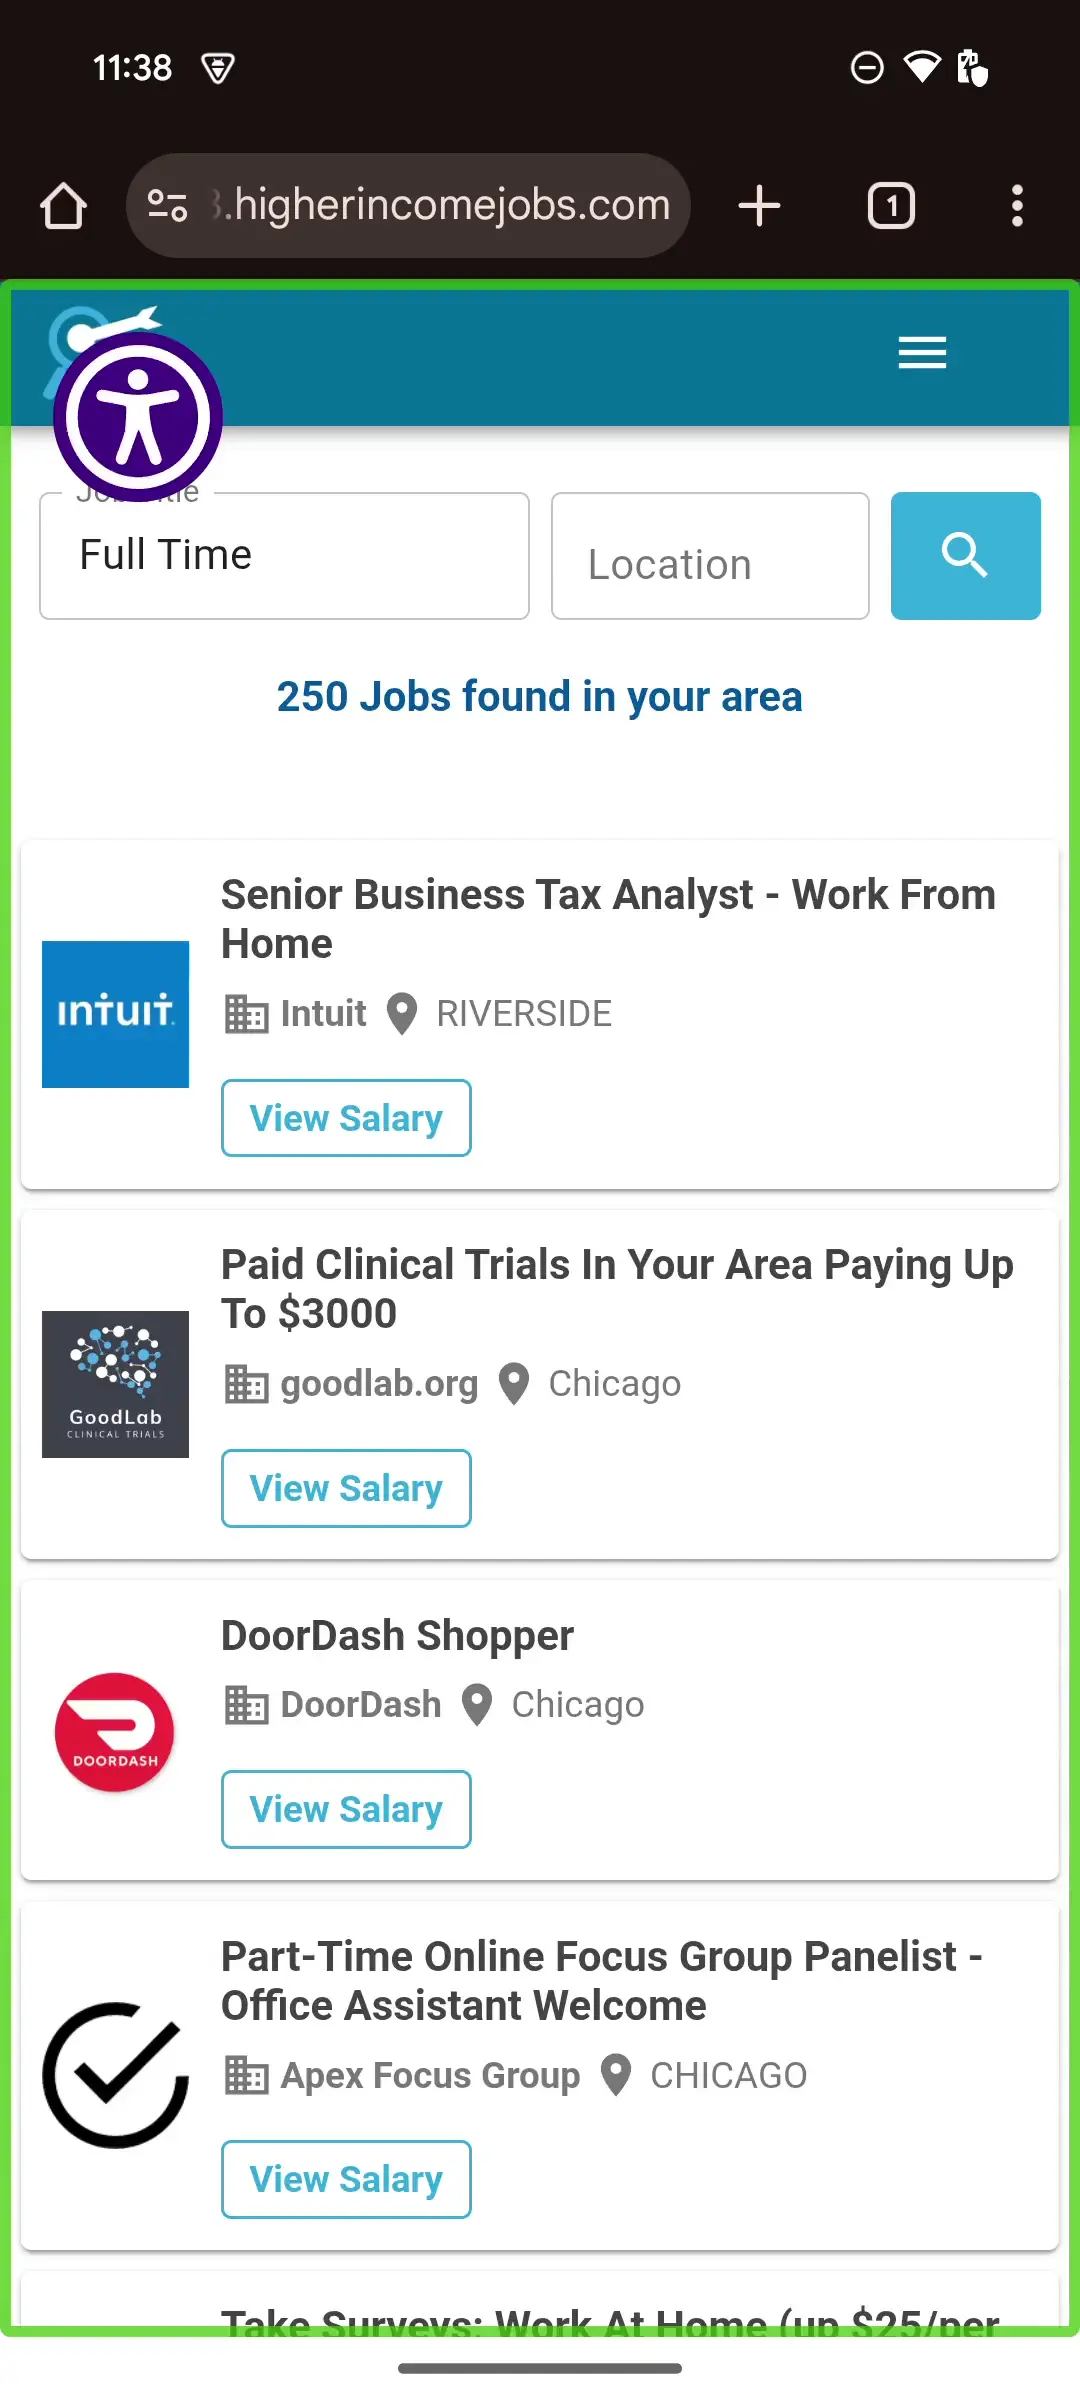 11:38
.higherincomejobs.com
1
Full Time
Location
250 Jobs found in your area
Senior Business Tax Analyst - Work From
Home
intuit.
Intuit RIVERSIDE
View Salary
Paid Clinical Trials In Your Area Paying Up
To $3000
GoodLab
CLINICAL TRIALS
goodlab.org Chicago
View Salary
DoorDash Shopper
DOORDASH
DoorDash Chicago
View Salary
Part-Time Online Focus Group Panelist -
Office Assistant Welcome
Apex Focus Group CHICAGO
View Salary
Take Surveys: Work At Home (up $25/per